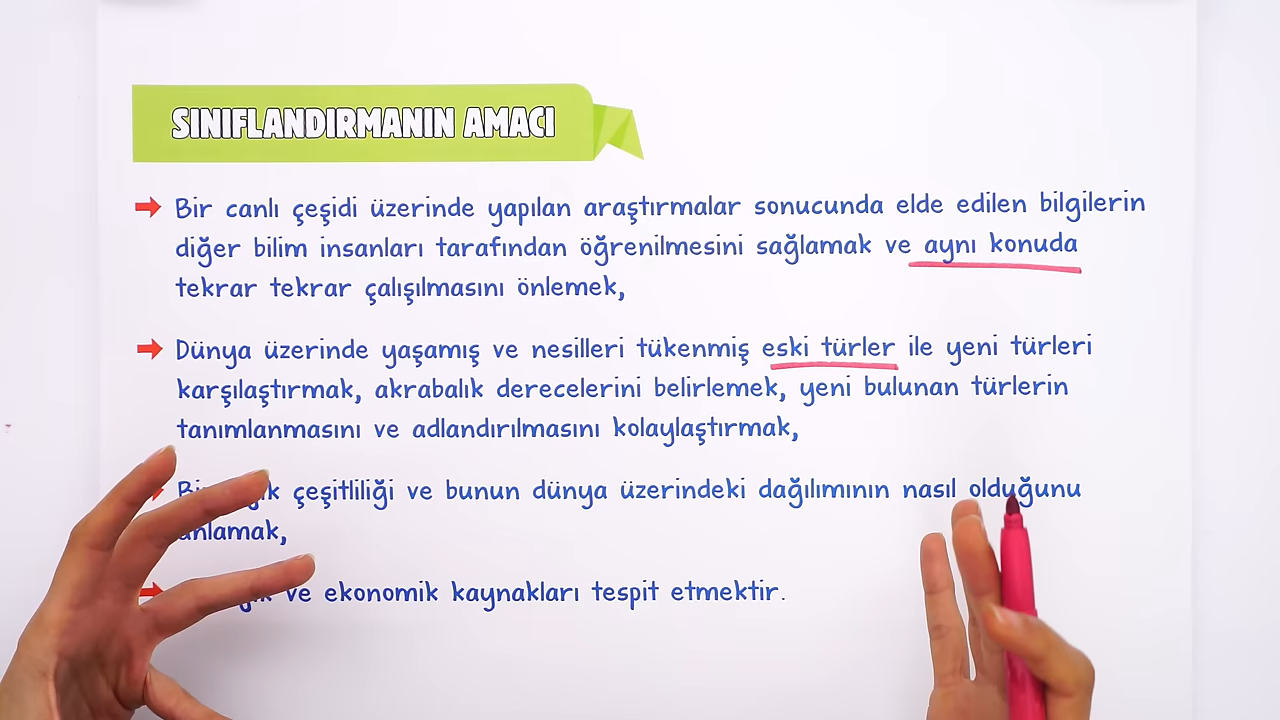 SINIFLANDIRMANIN AMACI
Bir canlı çeşidi üzerinde yapılan araştırmalar sonucunda elde edilen bilgilerin
diğer bilim insanları tarafından öğrenilmesini sağlamak ve aynı konuda
tekrar tekrar çalışılmasını önlemek,
Dünya üzerinde yaşamış ve nesilleri tükenmiş eski türler ile yeni türleri
karşılaştırmak, akrabalık derecelerini belirlemek, yeni bulunan türlerin
tanımlanmasını ve adlandırılmasını kolaylaştırmak,
çeşitliliği ve bunun dünya üzerindeki dağılımının nasıl olduğunu
anlamak,
ve ekonomik kaynakları tespit etmektir.